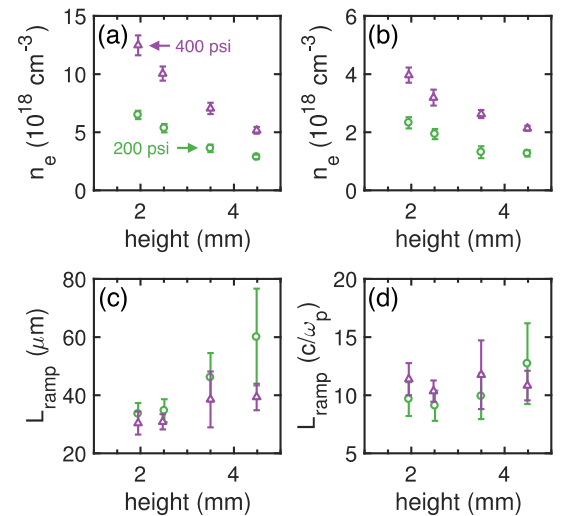 (a)
400 psi
200 psi
15
10
5
0
2
4
n_e (10^18 cm^-3)
height (mm)
(b)
6
4
2
0
2
4
n_e (10^18 cm^-3)
height (mm)
(c)
80
60
40
20
2
4
L_ramp (μm)
height (mm)
(d)
20
15
10
5
2
4
L_ramp (c/ω_p)
height (mm)